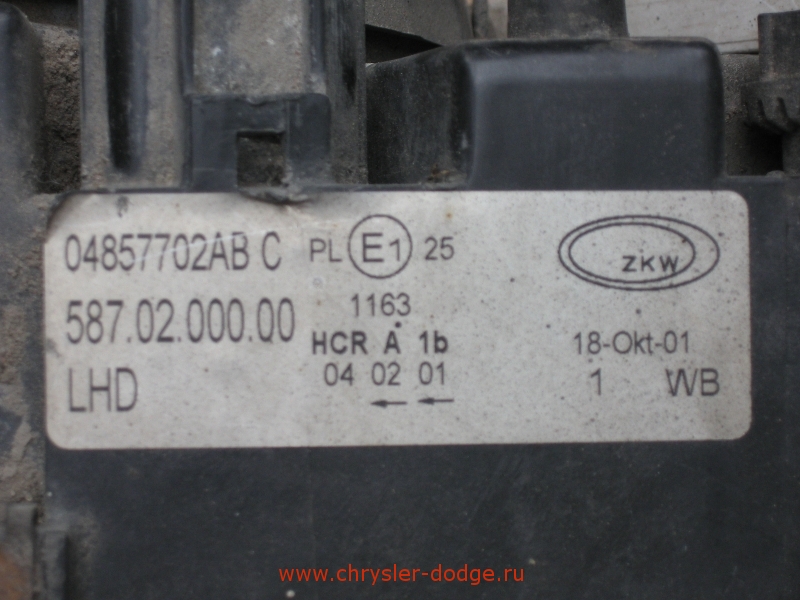 04857702AB C PL E1 25 ZKW
587.02.000.00 1163
HCR A 1b 18-Okt-01
LHD 04 02 01 1 WB
www.chrysler-dodge.ru